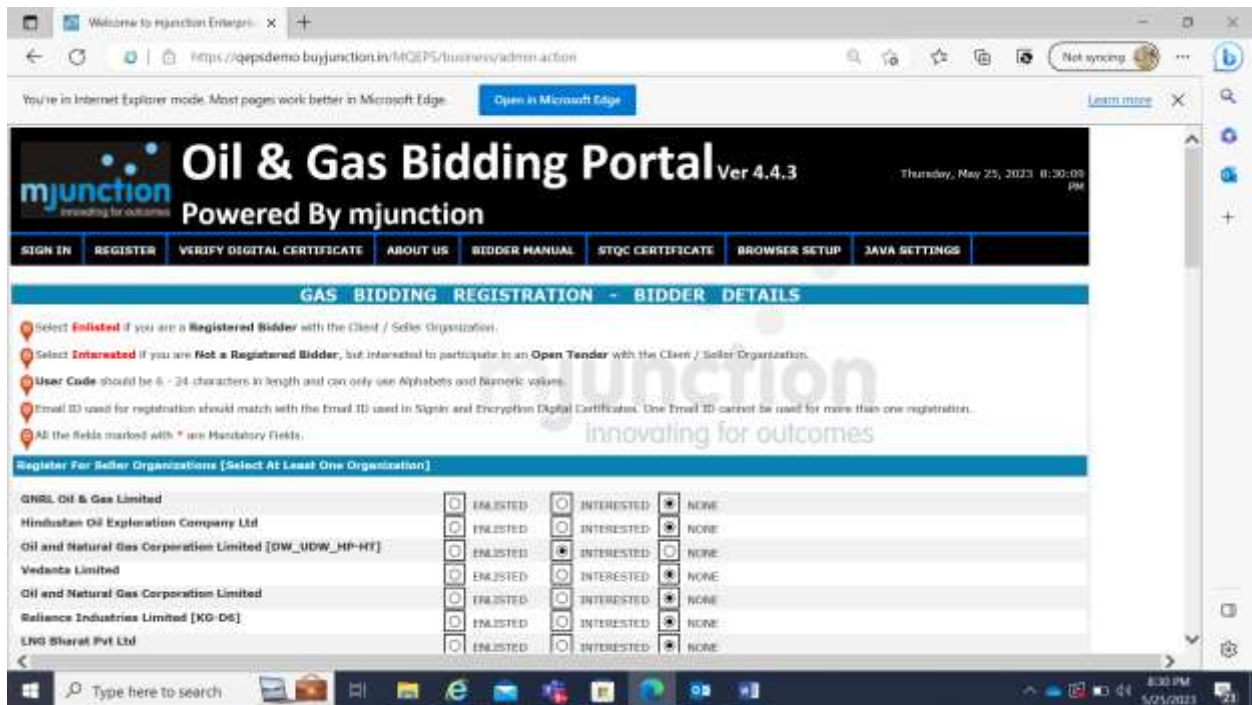 Welcome to mjunction Enterpri
https://qepsdemo.buyjunction.in/MQEPS/business/admin.action
Not syncing
You're in Internet Explorer mode. Most pages work better in Microsoft Edge.
Open in Microsoft Edge
Learn more
mjunction
innovating for outcomes
Oil & Gas Bidding Portal Ver 4.4.3
Powered By mjunction
Thursday, May 25, 2023 8:30:09 PM
SIGN IN REGISTER VERIFY DIGITAL CERTIFICATE ABOUT US BIDDER MANUAL STQC CERTIFICATE BROWSER SETUP JAVA SETTINGS
GAS BIDDING REGISTRATION - BIDDER DETAILS
Select Enlisted if you are a Registered Bidder with the Client / Seller Organization.
Select Interested if you are Not a Registered Bidder, but interested to participate in an Open Tender with the Client / Seller Organization.
User Code should be 6 - 24 characters in length and can only use Alphabets and Numeric values.
Email ID used for registration should match with the Email ID used in Signin and Encryption Digital Certificates. One Email ID cannot be used for more than one registration.
All the fields marked with * are Mandatory Fields.
mjunction
innovating for outcomes
Register For Seller Organizations [Select At Least One Organization]
GNRL Oil & Gas Limited ENLISTED INTERESTED NONE
Hindustan Oil Exploration Company Ltd ENLISTED INTERESTED NONE
Oil and Natural Gas Corporation Limited [DW_UDW_HP-HT] ENLISTED INTERESTED NONE
Vedanta Limited ENLISTED INTERESTED NONE
Oil and Natural Gas Corporation Limited ENLISTED INTERESTED NONE
Reliance Industries Limited [KG-D6] ENLISTED INTERESTED NONE
LNG Bharat Pvt Ltd ENLISTED INTERESTED NONE
Type here to search
8:30 PM
5/25/2023